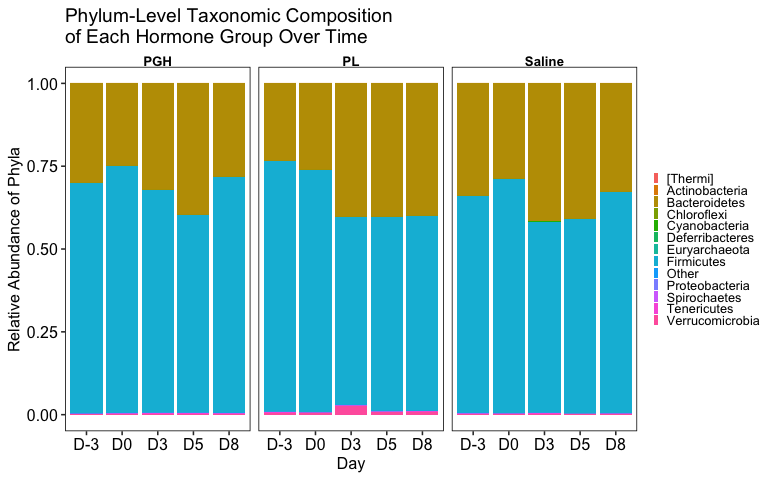 Phylum-Level Taxonomic Composition
of Each Hormone Group Over Time
PGH PL Saline
Relative Abundance of Phyla
1.00
0.75
0.50
0.25
0.00
D-3 D0 D3 D5 D8 D-3 D0 D3 D5 D8 D-3 D0 D3 D5 D8
Day
[Thermi]
Actinobacteria
Bacteroidetes
Chloroflexi
Cyanobacteria
Deferribacteres
Euryarchaeota
Firmicutes
Other
Proteobacteria
Spirochaetes
Tenericutes
Verrucomicrobia